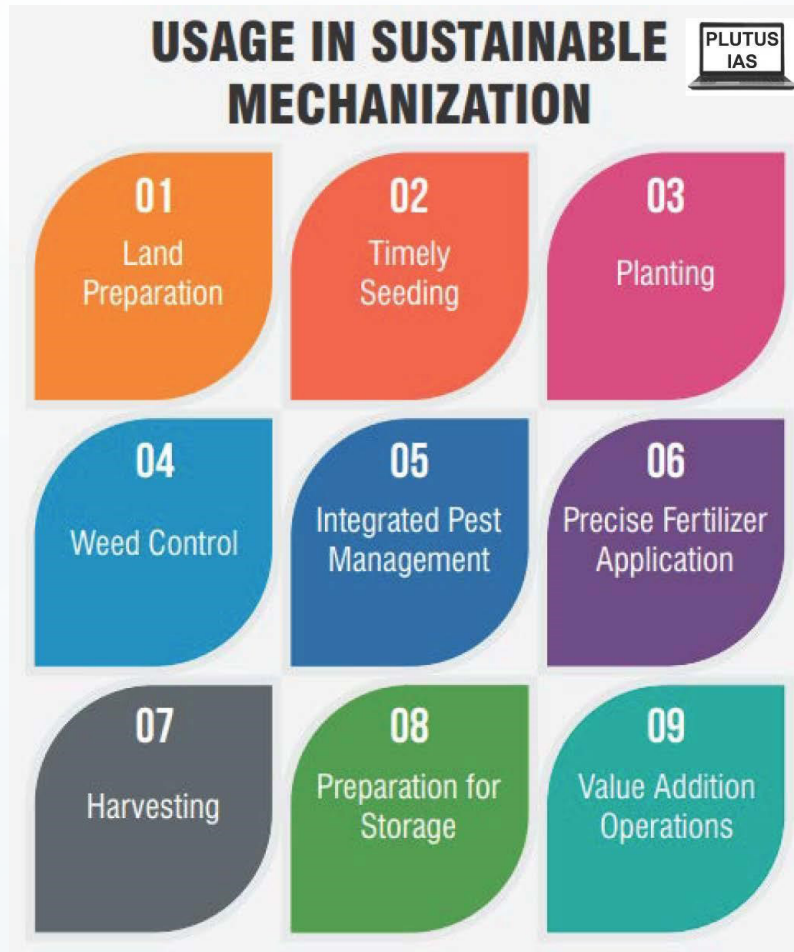 USAGE IN SUSTAINABLE
MECHANIZATION
PLUTUS
IAS
01
Land
Preparation
02
Timely
Seeding
03
Planting
04
Weed Control
05
Integrated Pest
Management
06
Precise Fertilizer
Application
07
Harvesting
08
Preparation for
Storage
09
Value Addition
Operations